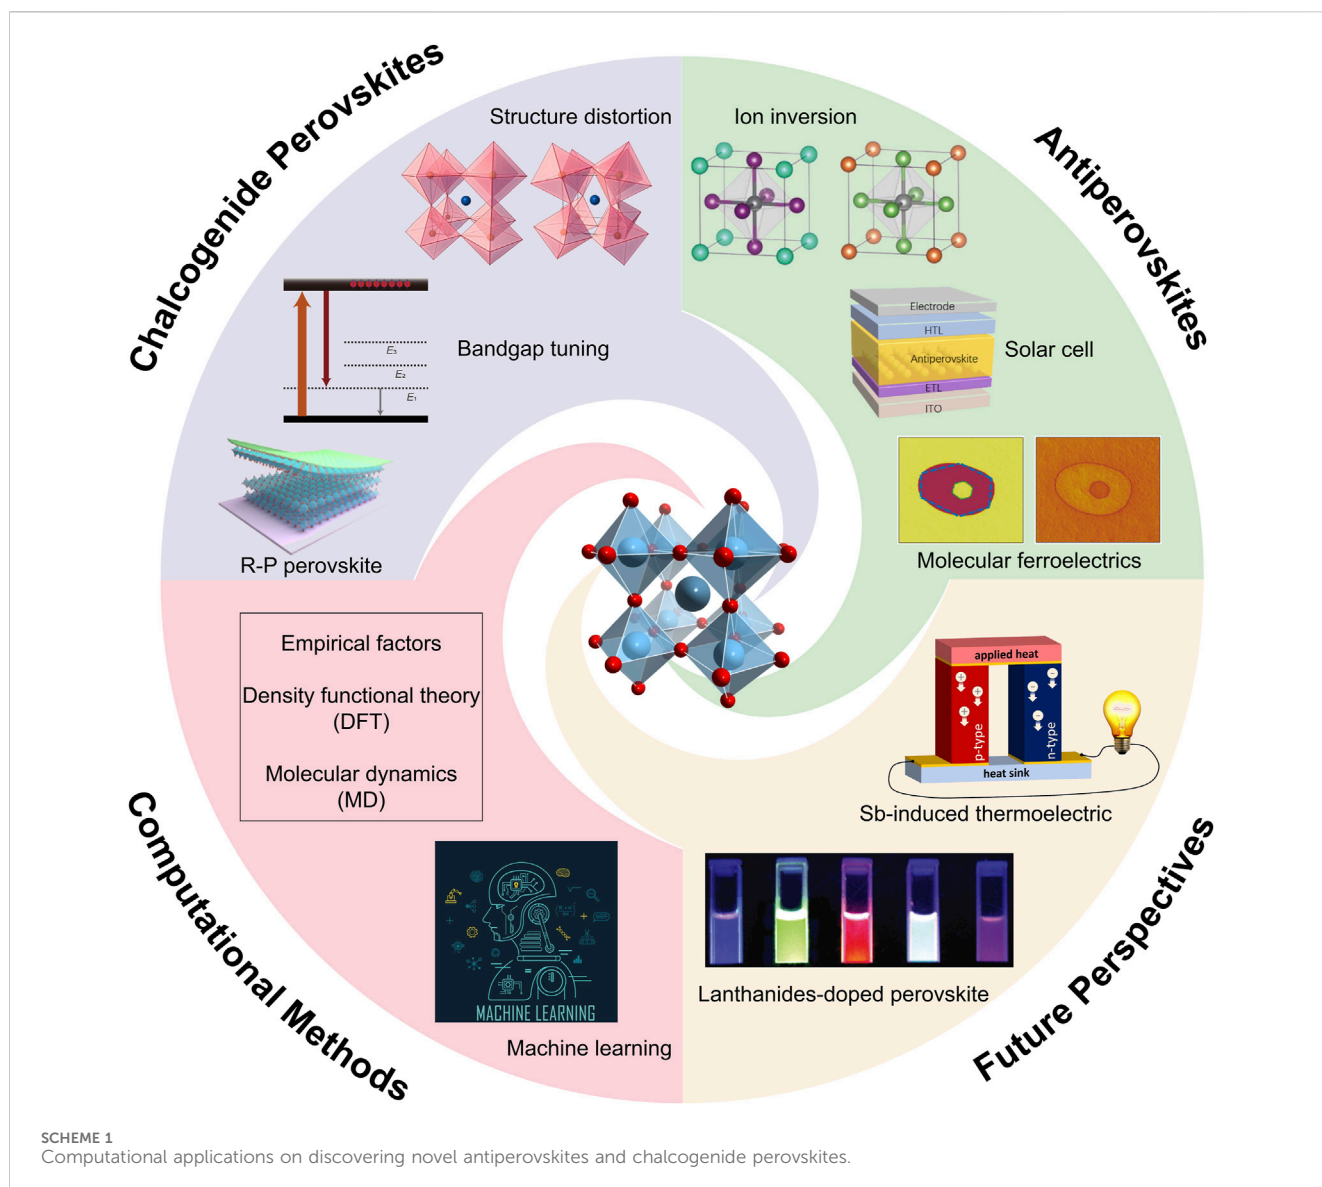 Chalcogenide Perovskites
Structure distortion
E₃
E₂
E₁
Bandgap tuning
R-P perovskite
Antiperovskites
Ion inversion
Electrode
HTL
Antiperovskite
ETL
ITO
Solar cell
Molecular ferroelectrics
Computational Methods
Empirical factors
Density functional theory
(DFT)
Molecular dynamics
(MD)
MACHINE LEARNING
Machine learning
Future Perspectives
applied heat
p-type
n-type
heat sink
Sb-induced thermoelectric
Lanthanides-doped perovskite
SCHEME 1
Computational applications on discovering novel antiperovskites and chalcogenide perovskites.